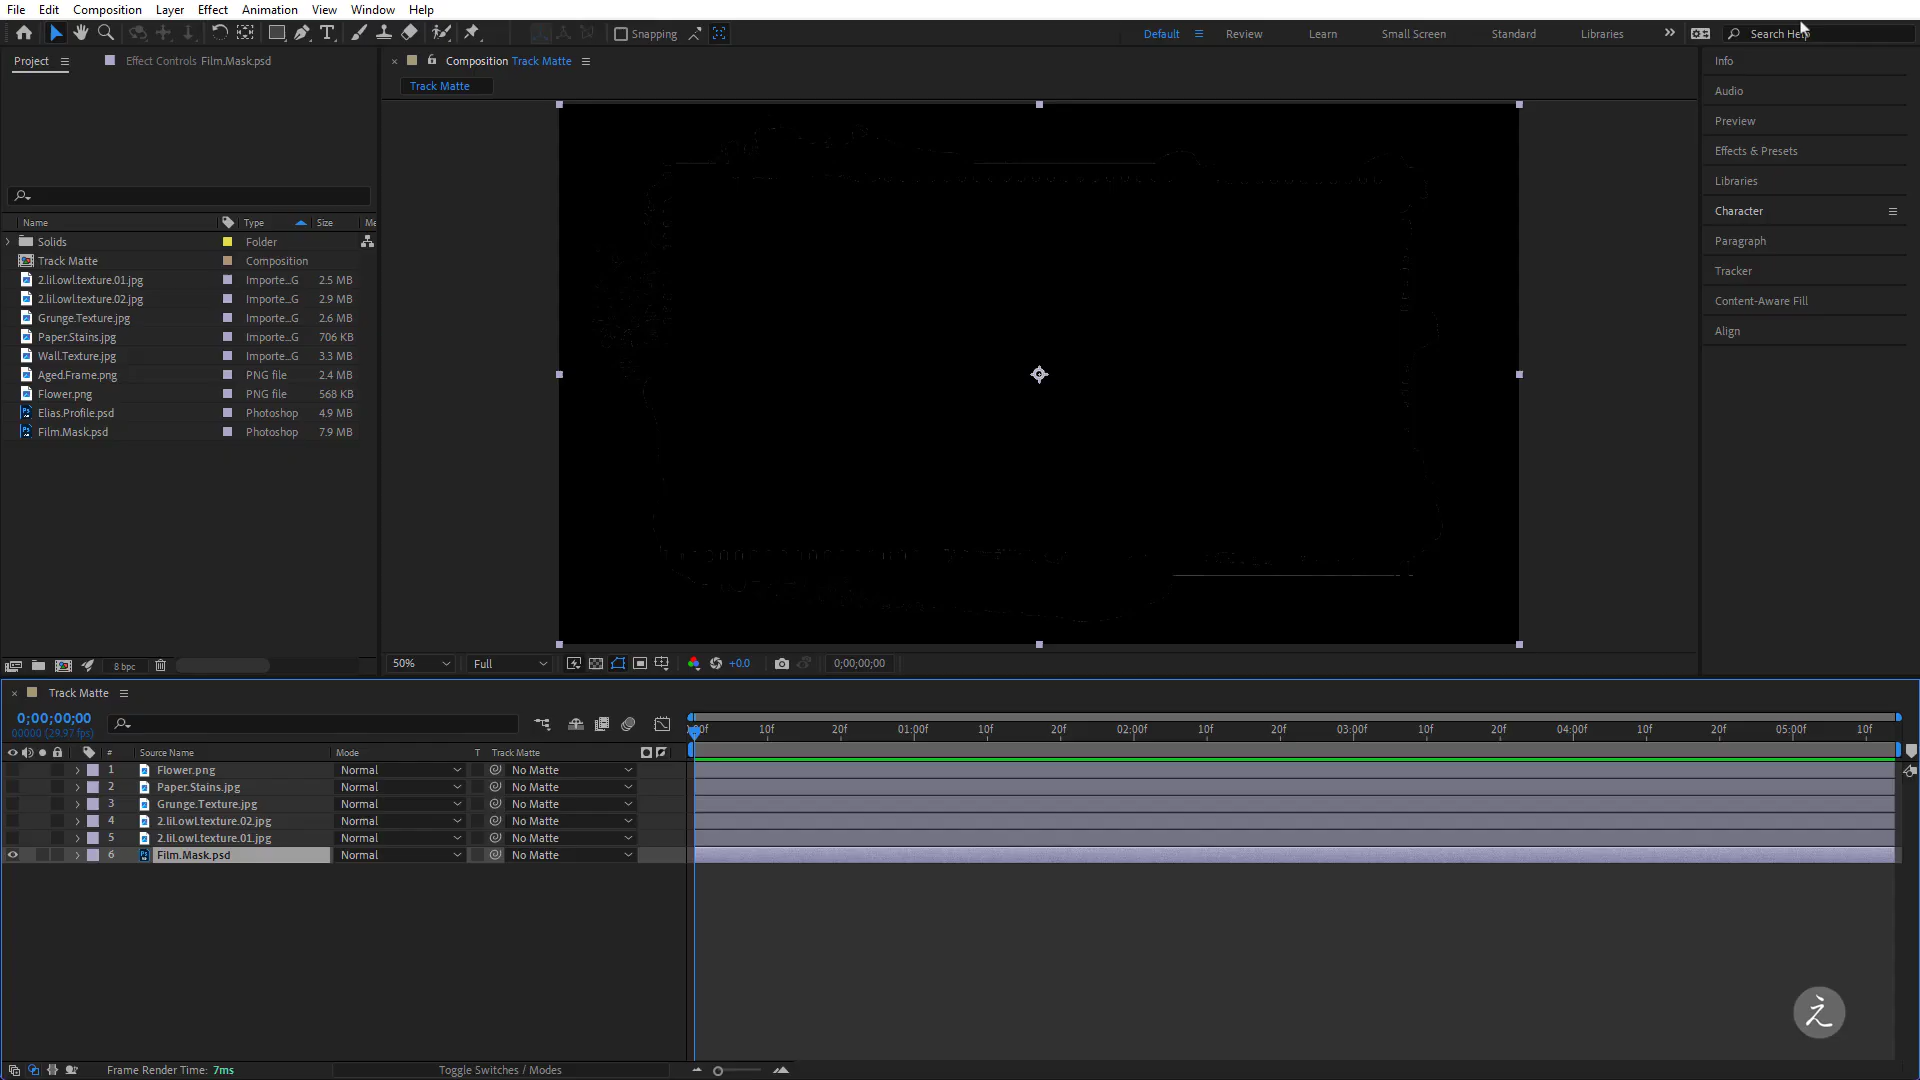 File Edit Composition Layer Effect Animation View Window Help
Snapping Default Review Learn Small Screen Standard Libraries Search Help
Project Effect Controls Film.Mask.psd
Composition Track Matte
Track Matte
Name Type Size Me
Solids Folder
Track Matte Composition
2.lil.owl.texture.01.jpg Importe...G 2.5 MB
2.lil.owl.texture.02.jpg Importe...G 2.9 MB
Grunge.Texture.jpg Importe...G 2.6 MB
Paper.Stains.jpg Importe...G 706 KB
Wall.Texture.jpg Importe...G 3.3 MB
Aged.Frame.png PNG file 2.4 MB
Flower.png PNG file 568 KB
Elias.Profile.psd Photoshop 4.9 MB
Film.Mask.psd Photoshop 7.9 MB
8 bpc
50% Full +0.0 0;00;00;00
Info
Audio
Preview
Effects & Presets
Libraries
Character
Paragraph
Tracker
Content-Aware Fill
Align
Track Matte
0;00;00;00
00000 (29.97 fps)
10f 20f 01:00f 10f 20f 02:00f 10f 20f 03:00f 10f 20f 04:00f 10f 20f 05:00f 10f
# Source Name Mode T Track Matte
1 Flower.png Normal No Matte
2 Paper.Stains.jpg Normal No Matte
3 Grunge.Texture.jpg Normal No Matte
4 2.lil.owl.texture.02.jpg Normal No Matte
5 2.lil.owl.texture.01.jpg Normal No Matte
6 Film.Mask.psd Normal No Matte
之
Frame Render Time: 7ms Toggle Switches / Modes